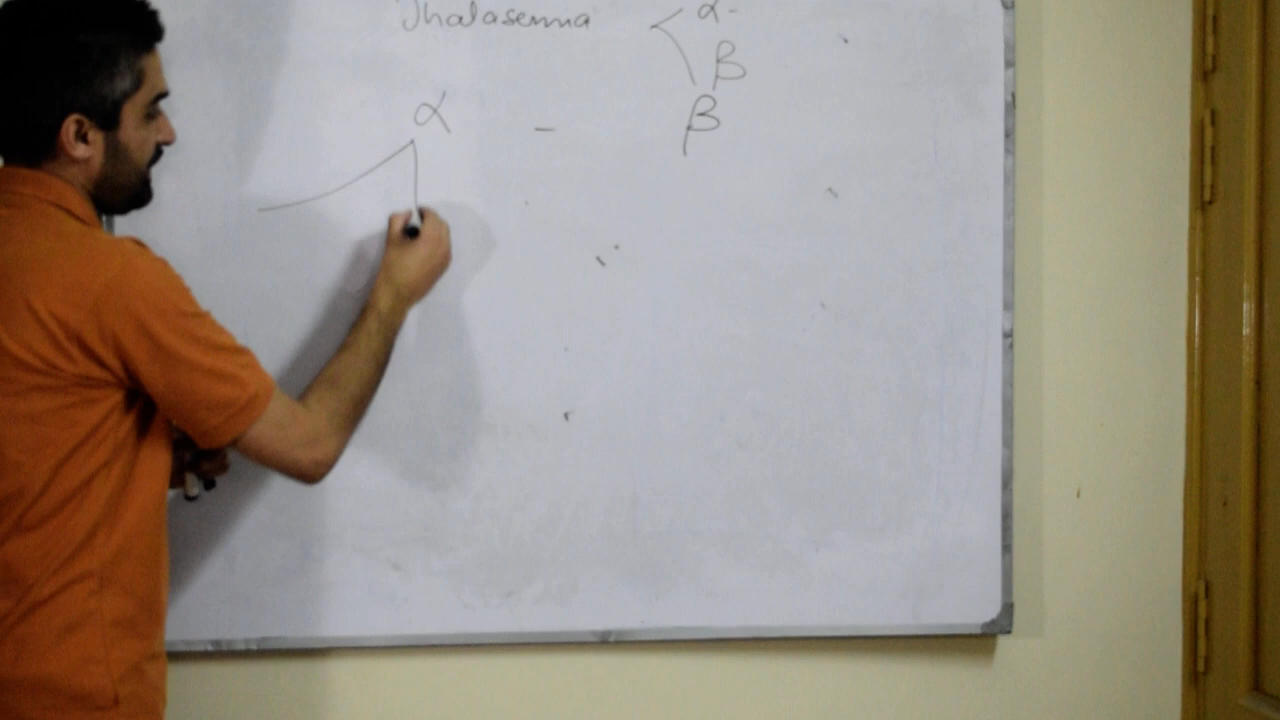 Thalasemia < α-
β
α - β